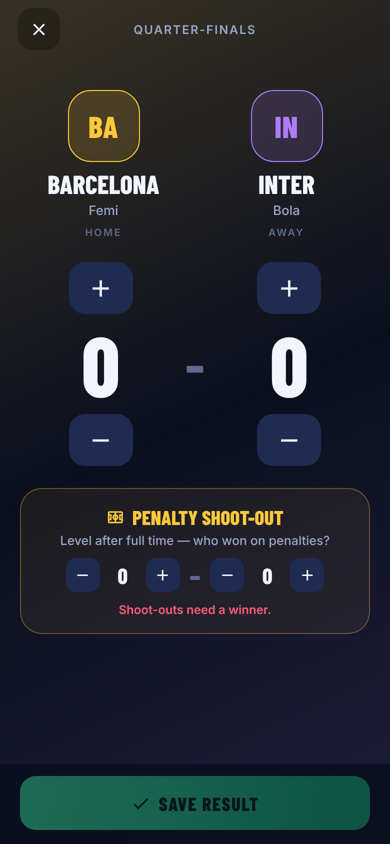 QUARTER-FINALS
BA
IN
BARCELONA
INTER
Femi
Bola
HOME
AWAY
+
+
0 - 0
−
−
PENALTY SHOOT-OUT
Level after full time — who won on penalties?
− 0 + - − 0 +
Shoot-outs need a winner.
SAVE RESULT